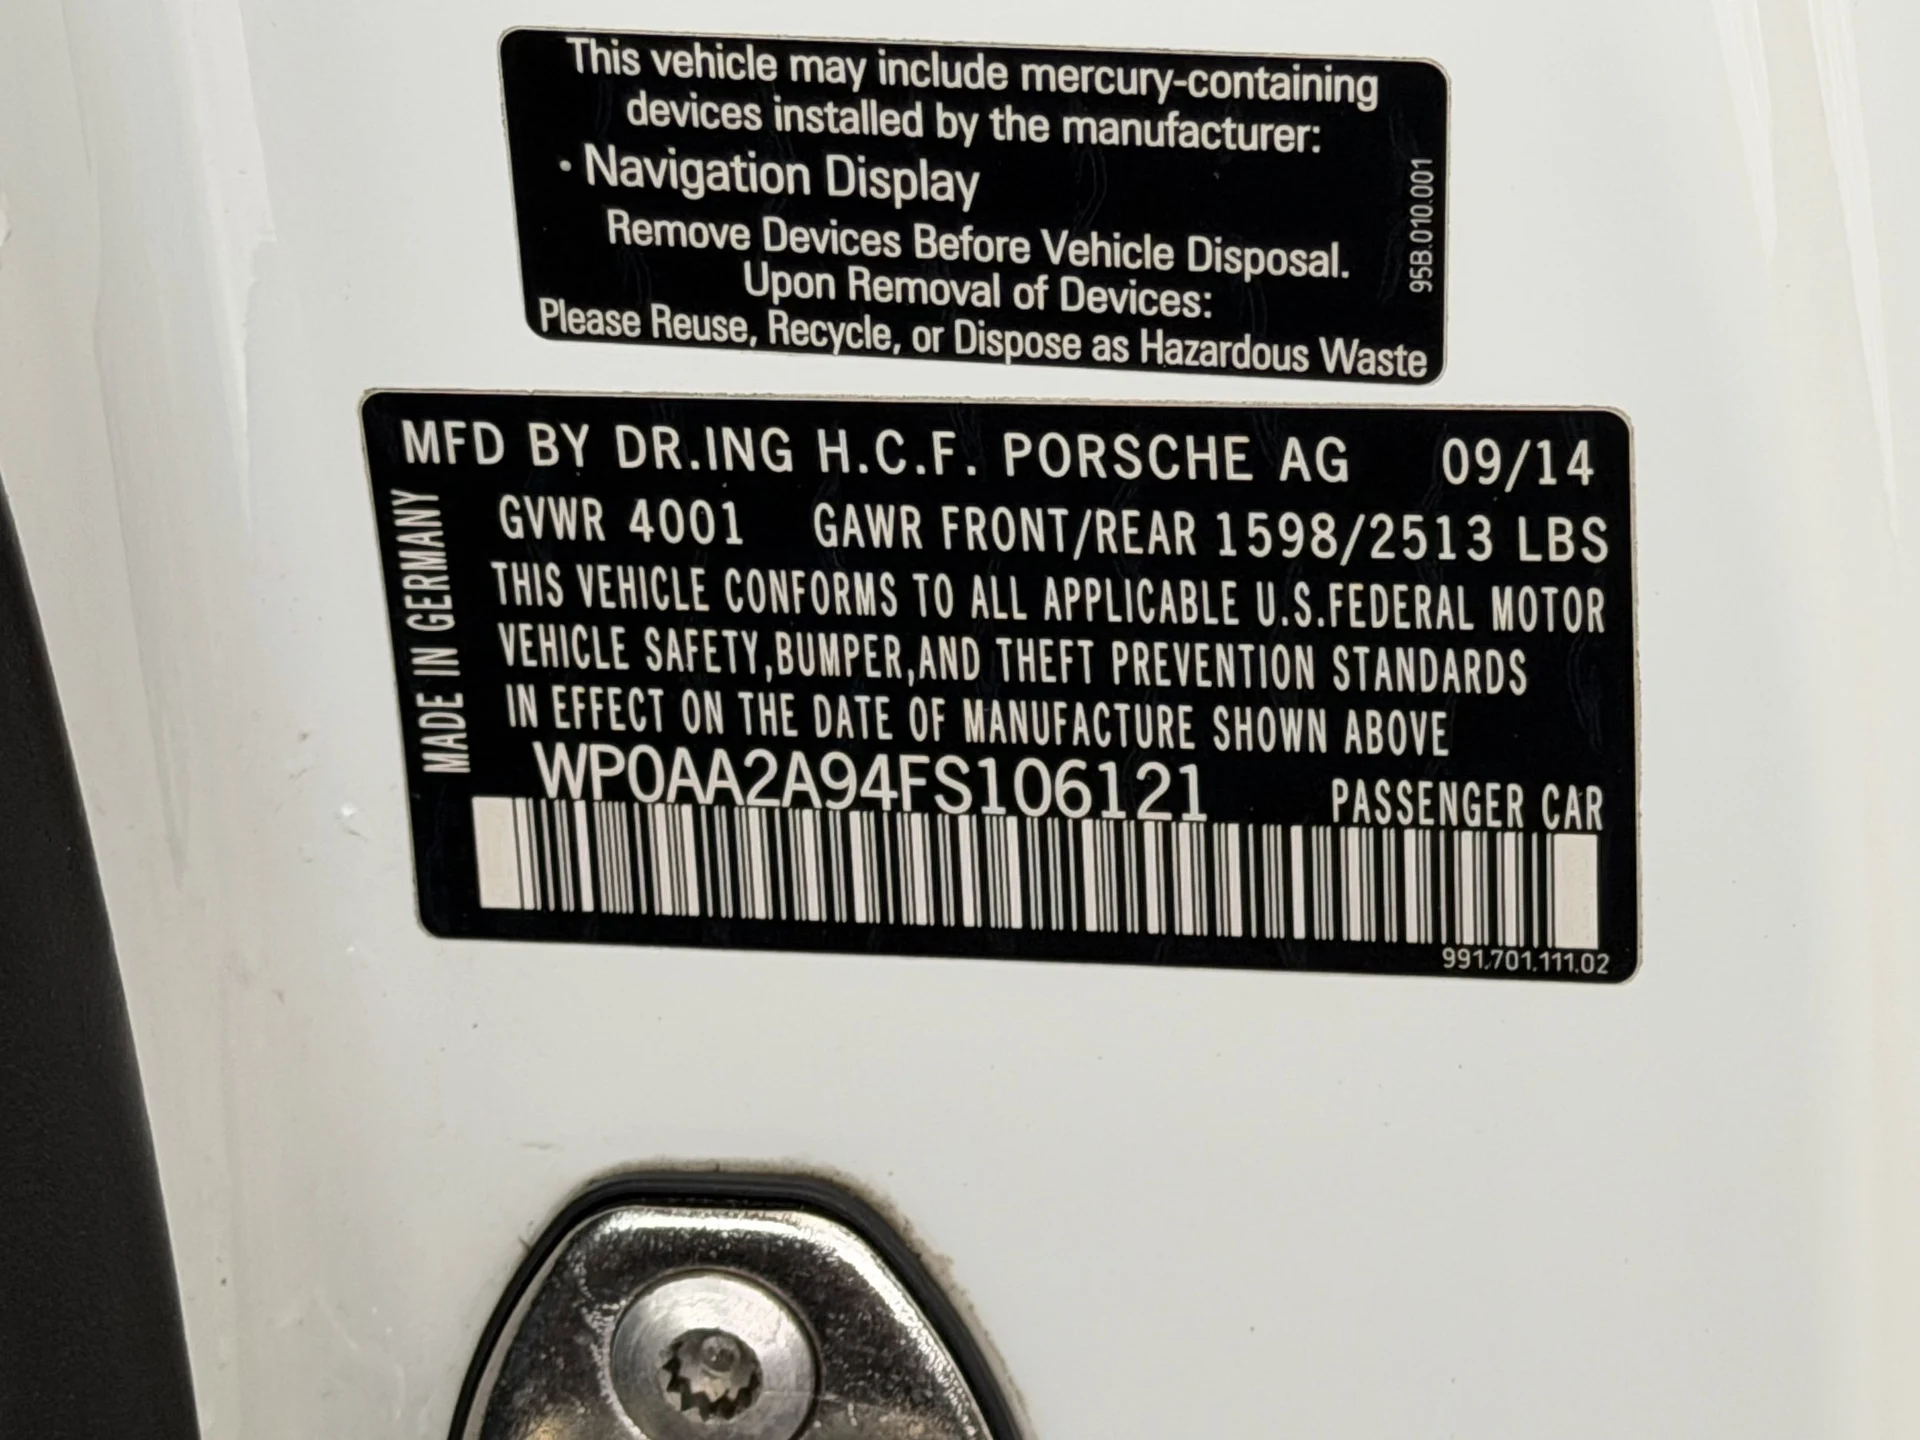 This vehicle may include mercury-containing
devices installed by the manufacturer:
· Navigation Display
Remove Devices Before Vehicle Disposal.
Upon Removal of Devices:
Please Reuse, Recycle, or Dispose as Hazardous Waste
95B.010.001
MFD BY DR.ING H.C.F. PORSCHE AG 09/14
GVWR 4001 GAWR FRONT/REAR 1598/2513 LBS
THIS VEHICLE CONFORMS TO ALL APPLICABLE U.S.FEDERAL MOTOR
VEHICLE SAFETY,BUMPER,AND THEFT PREVENTION STANDARDS
IN EFFECT ON THE DATE OF MANUFACTURE SHOWN ABOVE
WP0AA2A94FS106121 PASSENGER CAR
MADE IN GERMANY
991.701.111.02